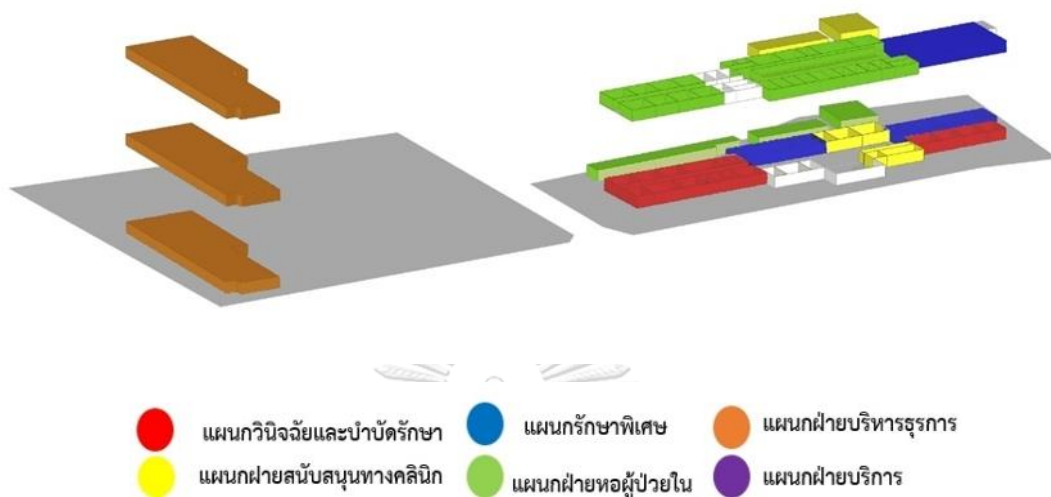 แผนกวินิจฉัยและบำบัดรักษา
แผนกรักษาพิเศษ
แผนกฝ่ายบริหารธุรการ
แผนกฝ่ายสนับสนุนทางคลินิก
แผนกฝ่ายหอผู้ป่วยใน
แผนกฝ่ายบริการ